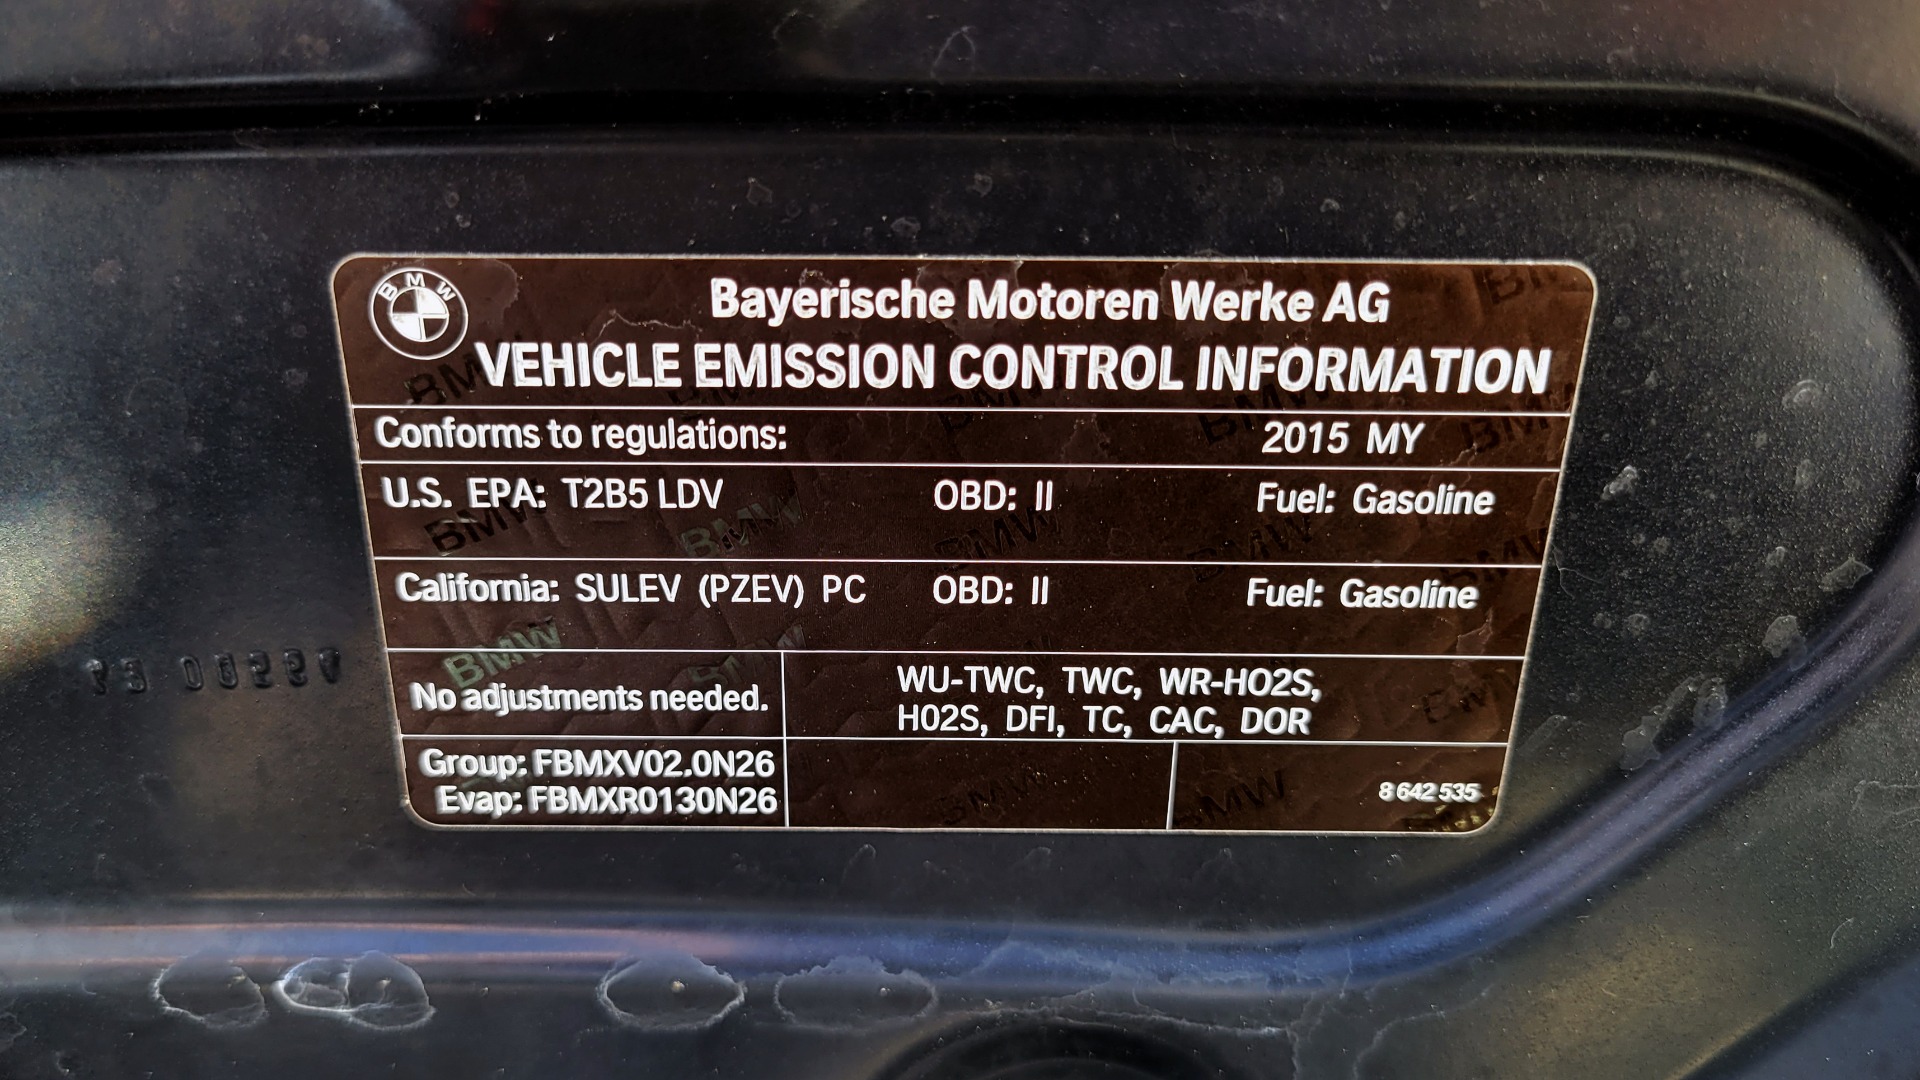 BMW
Bayerische Motoren Werke AG
VEHICLE EMISSION CONTROL INFORMATION
Conforms to regulations: 2015 MY
U.S. EPA: T2B5 LDV OBD: II Fuel: Gasoline
California: SULEV (PZEV) PC OBD: II Fuel: Gasoline
No adjustments needed.
WU-TWC, TWC, WR-HO2S,
H02S, DFI, TC, CAC, DOR
Group: FBMXV02.0N26
Evap: FBMXR0130N26
8 642 535